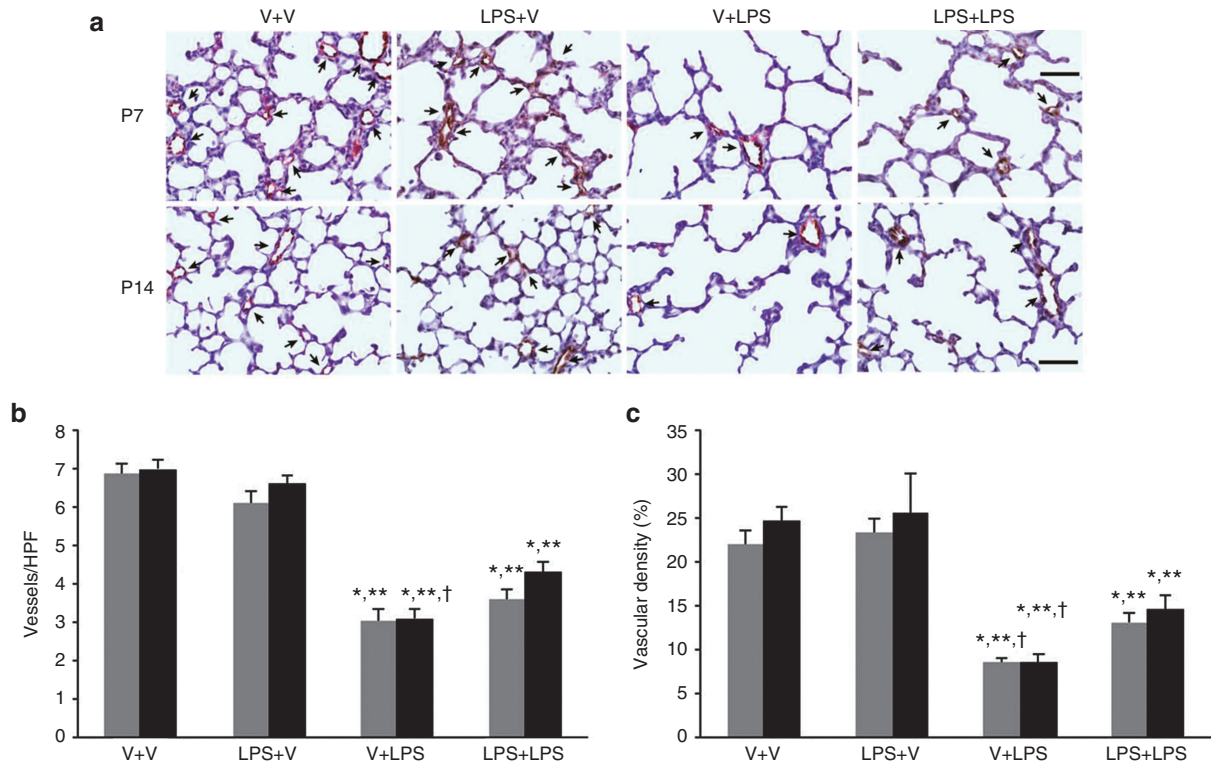 a
V+V LPS+V V+LPS LPS+LPS
P7
P14
b
Vessels/HPF
8
7
6
5
4
3
2
1
0
*,** *,**,† *,** *,**
V+V LPS+V V+LPS LPS+LPS
c
Vascular density (%)
35
30
25
20
15
10
5
0
*,**,† *,**,† *,** *,**
V+V LPS+V V+LPS LPS+LPS